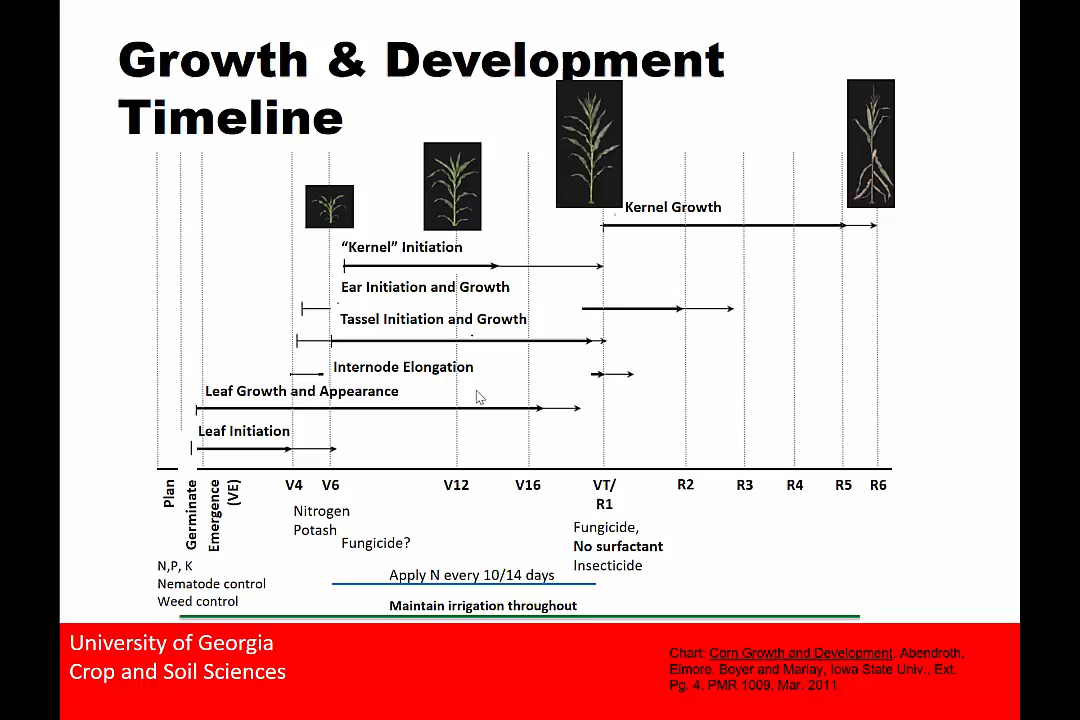 Growth & Development
Timeline
Kernel Growth
“Kernel” Initiation
Ear Initiation and Growth
Tassel Initiation and Growth
Internode Elongation
Leaf Growth and Appearance
Leaf Initiation
Plan
Germinate
Emergence
(VE)
V4
V6
V12
V16
VT/
R1
R2
R3
R4
R5
R6
Nitrogen
Potash
Fungicide?
Fungicide,
No surfactant
Insecticide
N,P, K
Nematode control
Weed control
Apply N every 10/14 days
Maintain irrigation throughout
University of Georgia
Crop and Soil Sciences
Chart: Corn Growth and Development. Abendroth,
Elmore, Boyer and Marlay, Iowa State Univ., Ext.
Pg. 4, PMR 1009, Mar. 2011